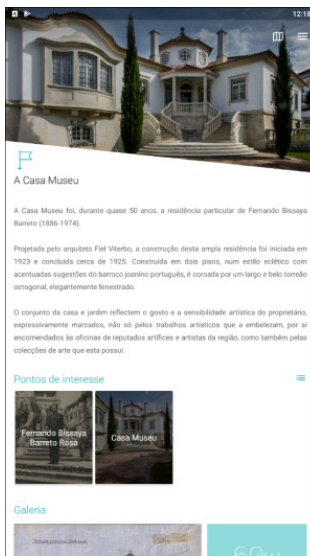 12:18
A Casa Museu
A Casa Museu foi, durante quase 50 anos, a residência particular de Fernando Bissaya
Barreto (1886-1974).
Projetada pelo arquiteto Fiel Viterbo, a construção desta ampla residência foi iniciada em
1923 e concluída cerca de 1925. Construída em dois pisos, num estilo eclético com
acentuadas sugestões do barroco joanino português, é coroada por um largo e belo torreão
octogonal, elegantemente fenestrado.
O conjunto da casa e jardim reflectem o gosto e a sensibilidade artística do proprietário,
expressivamente marcados, não só pelos trabalhos artísticos que a embelezam, por si
encomendados às oficinas de reputados artífices e artistas da região, como também pelas
colecções de arte que esta possui.
Pontos de interesse
Fernando Bissaya
Barreto Rosa
Casa Museu
Galeria